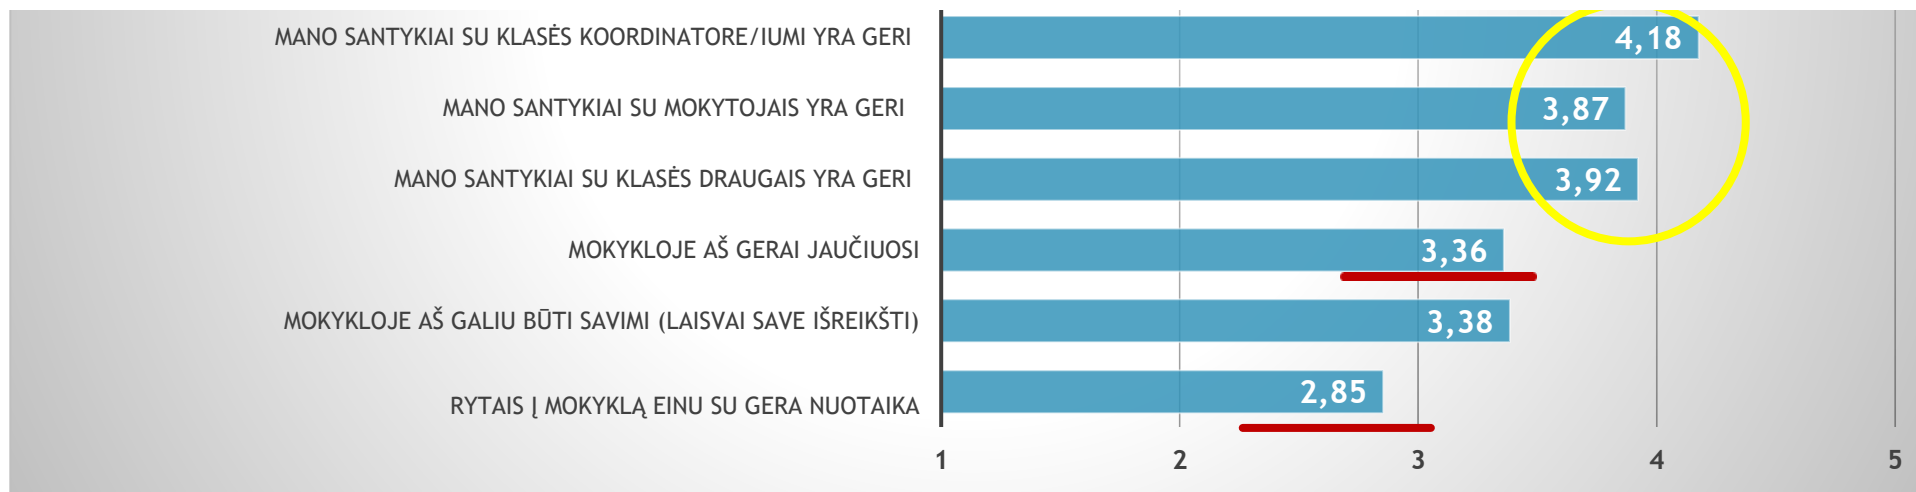 MANO SANTYKIAI SU KLASĖS KOORDINATORE/IUMI YRA GERI 4,18
MANO SANTYKIAI SU MOKYTOJAIS YRA GERI 3,87
MANO SANTYKIAI SU KLASĖS DRAUGAIS YRA GERI 3,92
MOKYKLOJE AŠ GERAI JAUČIUOSI 3,36
MOKYKLOJE AŠ GALIU BŪTI SAVIMI (LAISVAI SAVE IŠREIKŠTI) 3,38
RYTAIS Į MOKYKLĄ EINU SU GERA NUOTAIKA 2,85
1 2 3 4 5